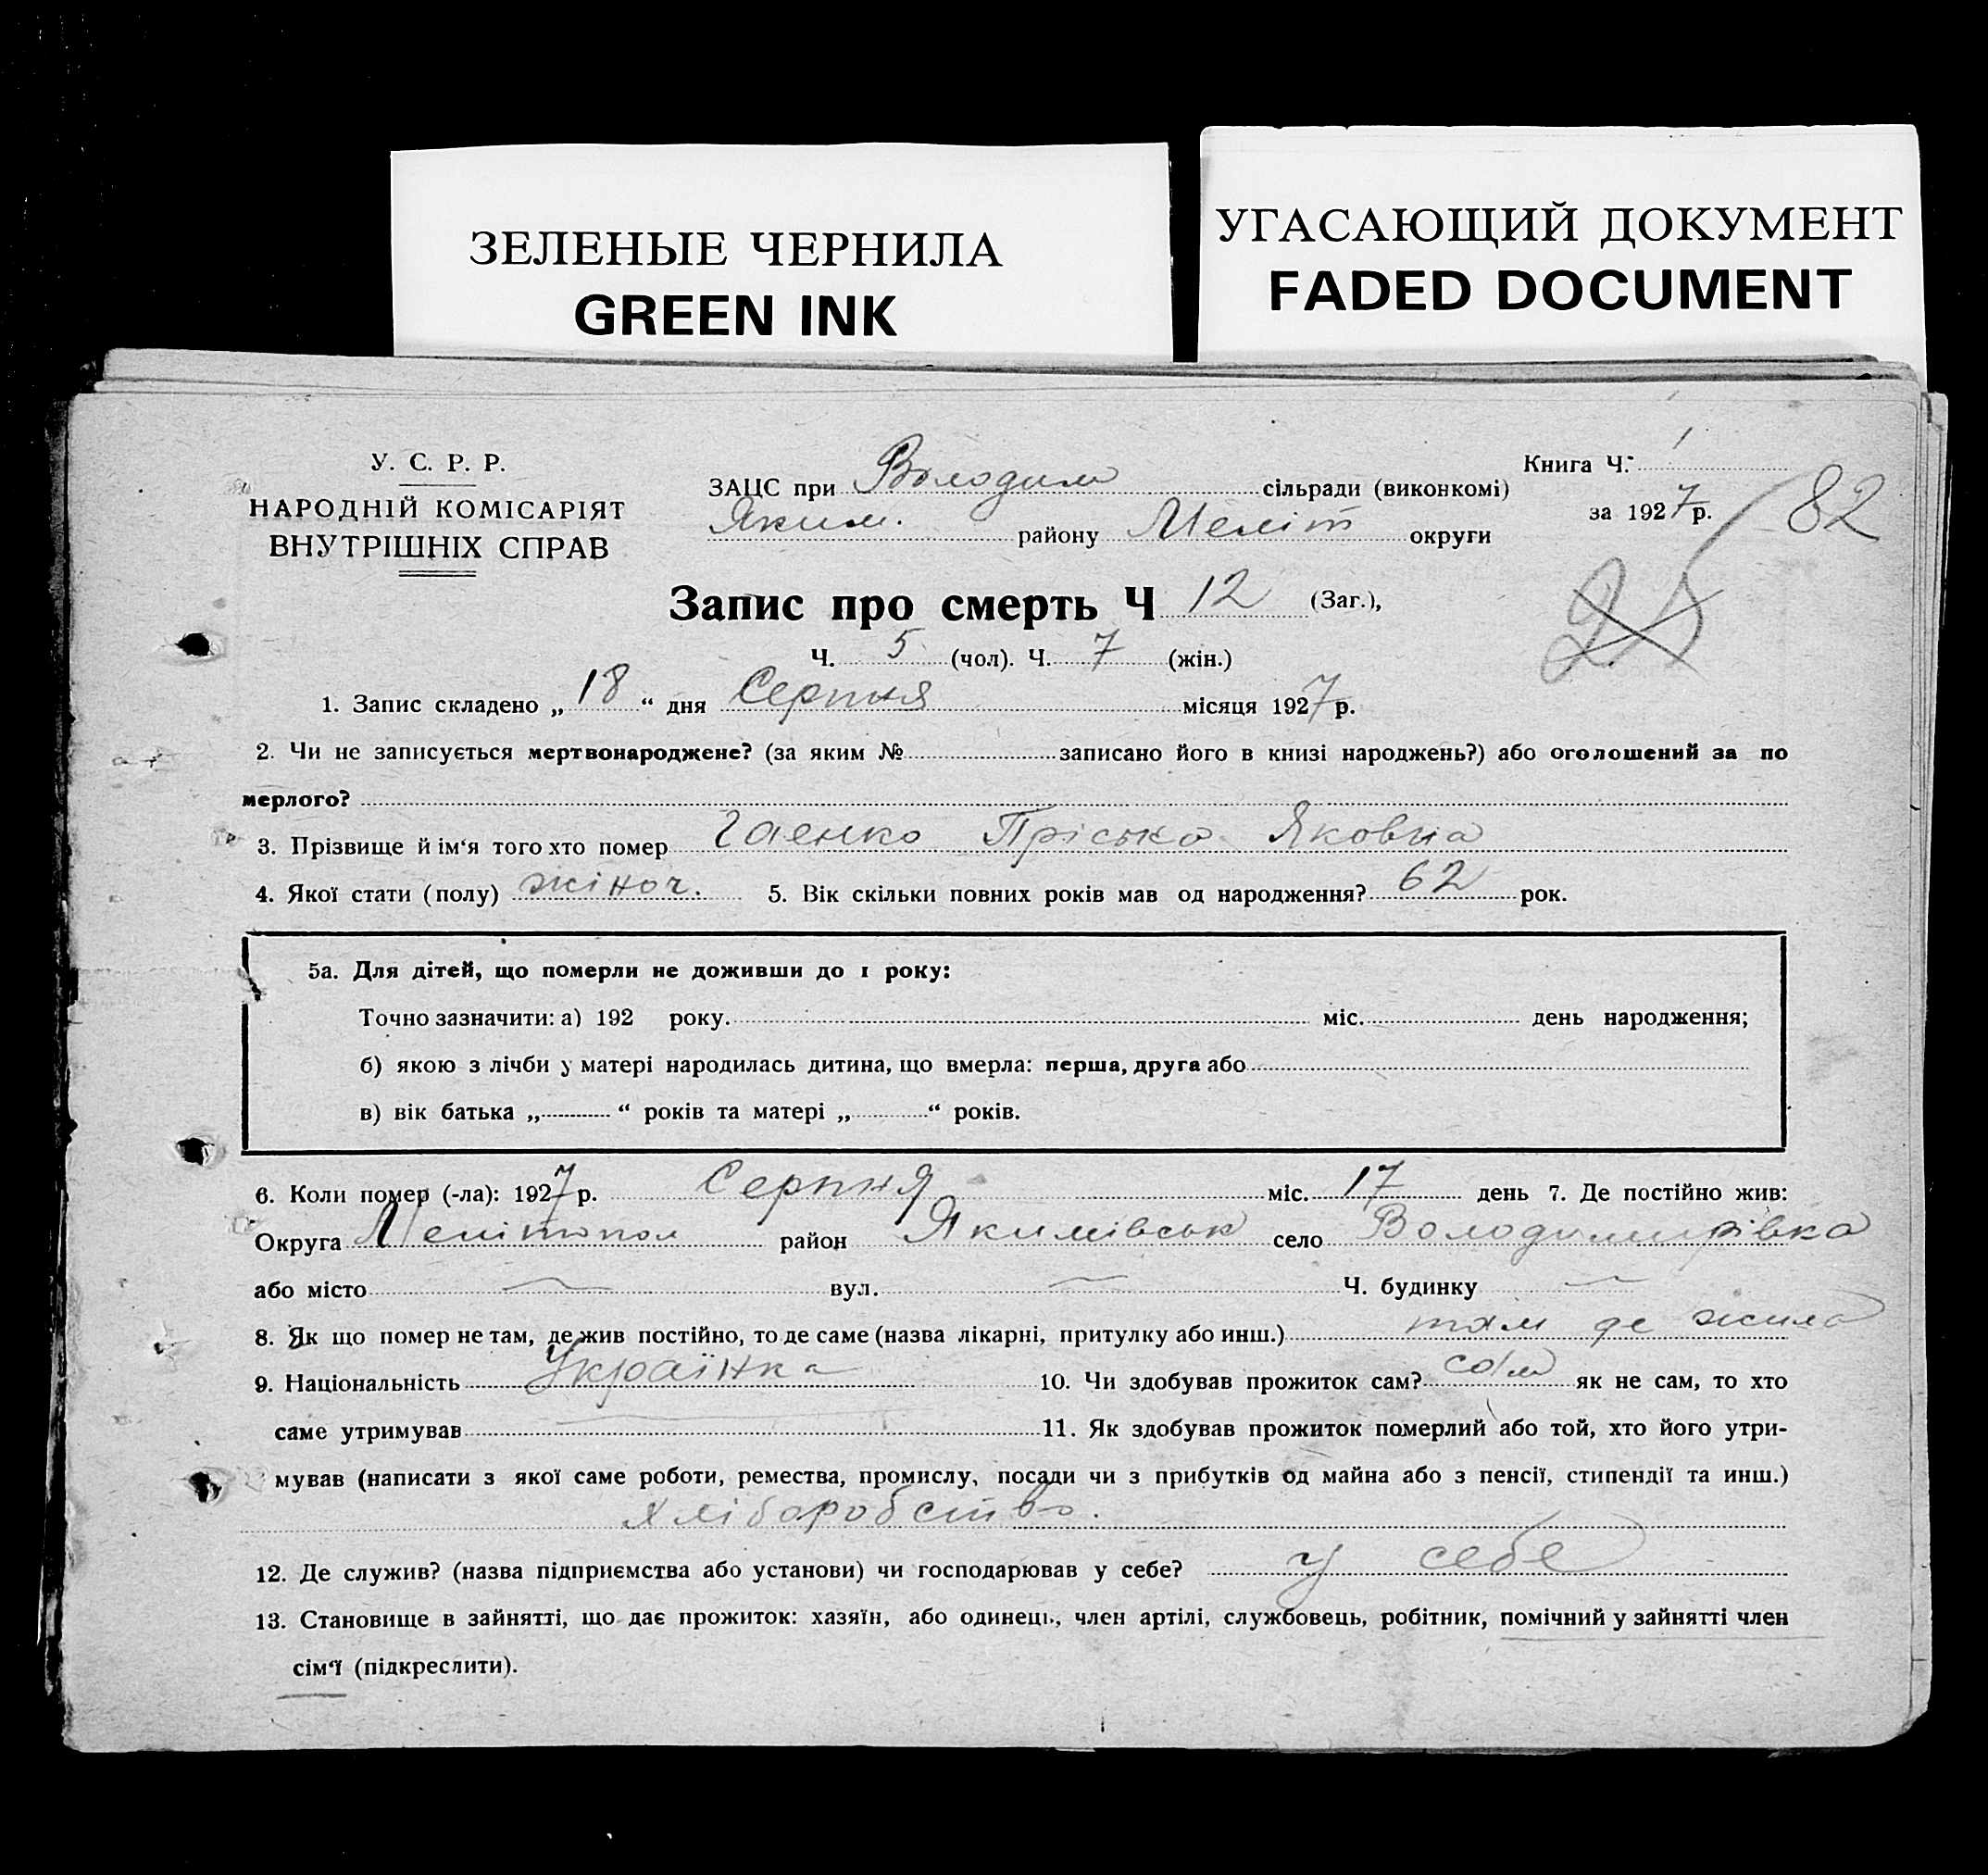 ЗЕЛЕНЫЕ ЧЕРНИЛА
GREEN INK
УГАСАЮЩИЙ ДОКУМЕНТ
FADED DOCUMENT
У. С. Р. Р.
НАРОДНІЙ КОМІСАРІЯТ
ВНУТРІШНІХ СПРАВ
Книга Ч. 1
за 1927 р.
82
ЗАЦС при Володим сільради (виконкомі)
Яким. району Меліт округи
Запис про смерть Ч 12 (Заг.),
Ч. 5 (чол). Ч. 7 (жін.)
1. Запис складено „ 18 “ дня Серпня місяця 1927 р.
2. Чи не записується мертвонароджене? (за яким № записано його в книзі народжень?) або оголошений за по
мерлого?
3. Прізвище й ім‘я того хто помер Гаенко Пріська Яковна
4. Якої стати (полу) жіноч. 5. Вік скільки повних років мав од народження? 62 рок.
5а. Для дітей, що померли не доживши до 1 року:
Точно зазначити: а) 192 року. міс. день народження;
б) якою з лічби у матері народилась дитина, що вмерла: перша, друга або
в) вік батька „ “ років та матері „ “ років.
6. Коли помер (-ла): 1927 р. Серпня міс. 17 день 7. Де постійно жив:
Округа Мелітопол район Якимівськ село Володимирівка
або місто вул. Ч. будинку
8. Як що помер не там, де жив постійно, то де саме (назва лікарні, притулку або инш.) там де жила
9. Національність Українка 10. Чи здобував прожиток сам? сам як не сам, то хто
саме утримував 11. Як здобував прожиток померлий або той, хто його утри-
мував (написати з якої саме роботи, ремества, промислу, посади чи з прибутків од майна або з пенсії, стипендії та инш.)
Хліборобство.
12. Де служив? (назва підприємства або установи) чи господарював у себе? у себе
13. Становище в зайнятті, що дає прожиток: хазяїн, або одинець, член артілі, службовець, робітник, помічний у зайнятті член
сім‘ї (підкреслити).